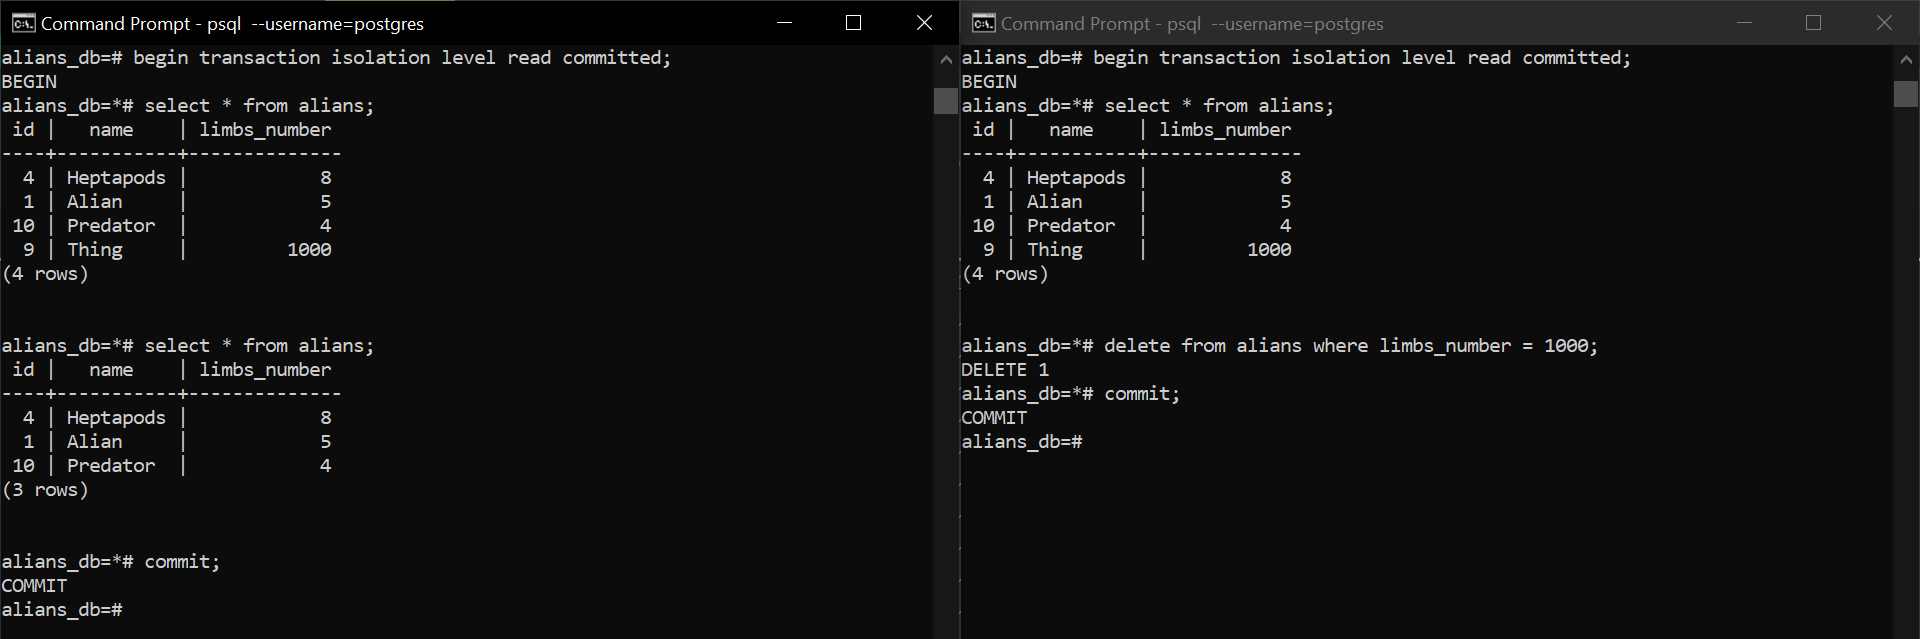 Command Prompt - psql  --username=postgres
alians_db=# begin transaction isolation level read committed;
BEGIN
alians_db=*# select * from alians;
 id |   name    | limbs_number
----+-----------+--------------
  4 | Heptapods |            8
  1 | Alian     |            5
 10 | Predator  |            4
  9 | Thing     |         1000
(4 rows)
alians_db=*# select * from alians;
 id |   name    | limbs_number
----+-----------+--------------
  4 | Heptapods |            8
  1 | Alian     |            5
 10 | Predator  |            4
(3 rows)
alians_db=*# commit;
COMMIT
alians_db=#
Command Prompt - psql  --username=postgres
alians_db=# begin transaction isolation level read committed;
BEGIN
alians_db=*# select * from alians;
 id |   name    | limbs_number
----+-----------+--------------
  4 | Heptapods |            8
  1 | Alian     |            5
 10 | Predator  |            4
  9 | Thing     |         1000
(4 rows)
alians_db=*# delete from alians where limbs_number = 1000;
DELETE 1
alians_db=*# commit;
COMMIT
alians_db=#